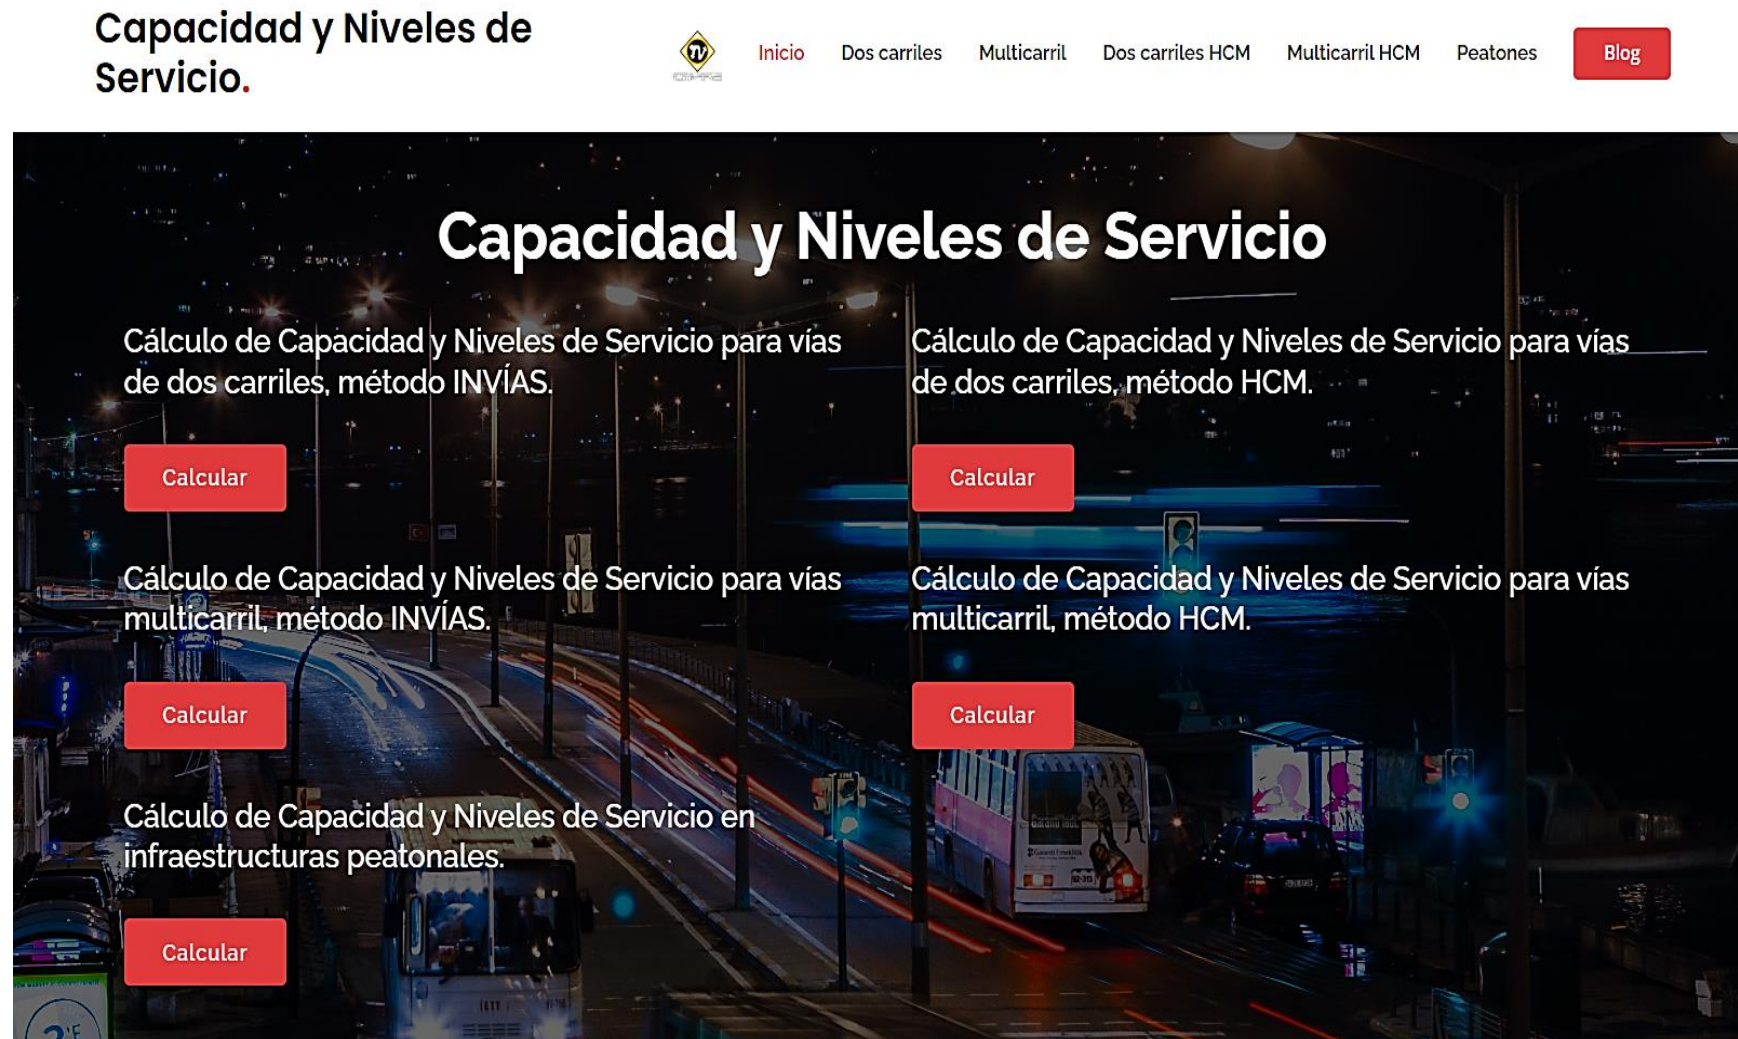 Capacidad y Niveles de
Servicio.
Inicio
Dos carriles
Multicarril
Dos carriles HCM
Multicarril HCM
Peatones
Blog
Capacidad y Niveles de Servicio
Cálculo de Capacidad y Niveles de Servicio para vías
de dos carriles, método INVÍAS.
Calcular
Cálculo de Capacidad y Niveles de Servicio para vías
de dos carriles, método HCM.
Calcular
Cálculo de Capacidad y Niveles de Servicio para vías
multicarril, método INVÍAS.
Calcular
Cálculo de Capacidad y Niveles de Servicio para vías
multicarril, método HCM.
Calcular
Cálculo de Capacidad y Niveles de Servicio en
infraestructuras peatonales.
Calcular